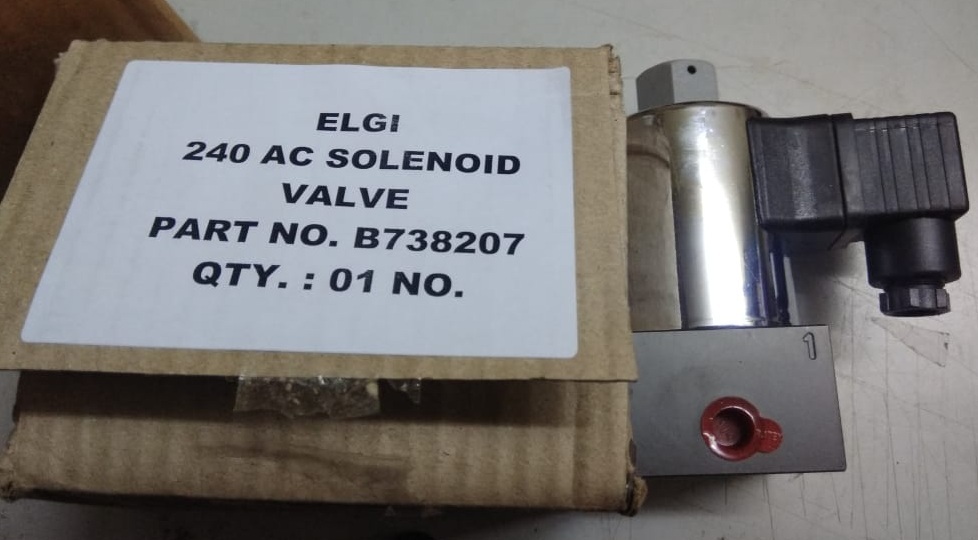 ELGI
240 AC SOLENOID
VALVE
PART NO. B738207
QTY. : 01 NO.
1